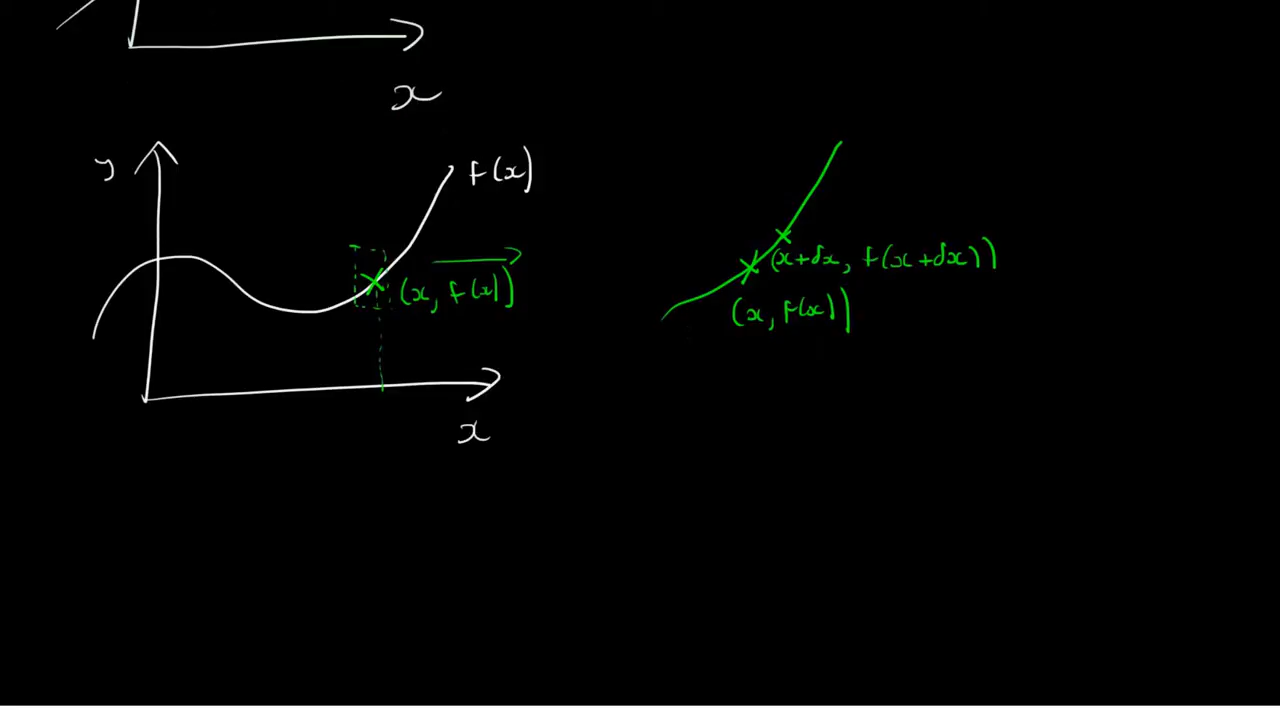 x
y
f(x)
(x, f(x))
x
(x+δx, f(x+δx))
(x, f(x))